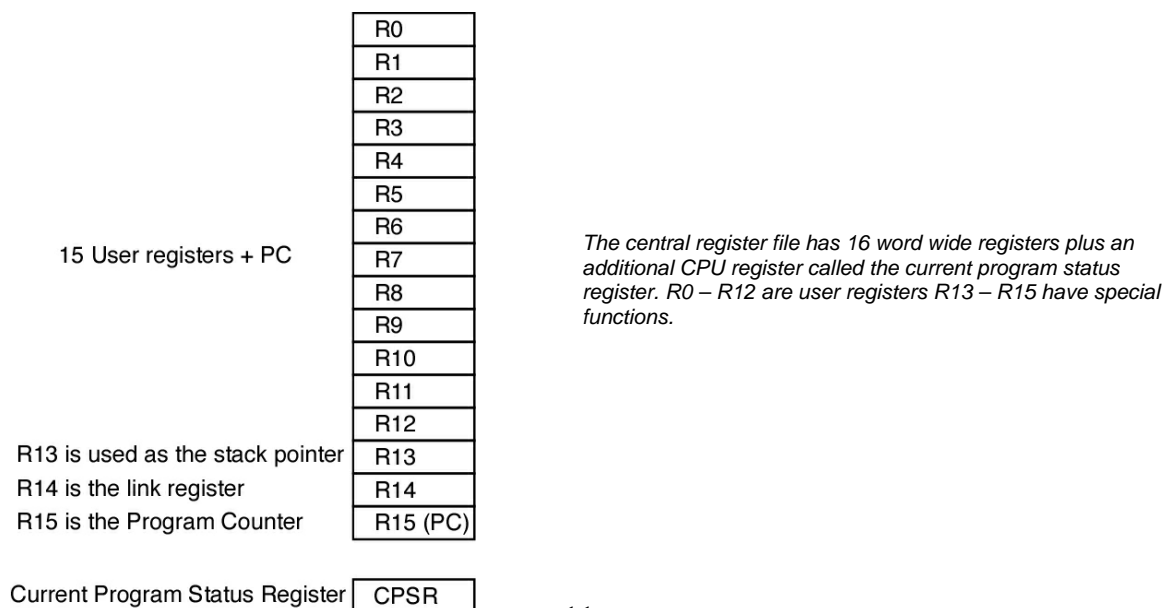 R0
R1
R2
R3
R4
R5
R6
15 User registers + PC
R7
R8
R9
R10
R11
R12
R13 is used as the stack pointer R13
R14 is the link register R14
R15 is the Program Counter R15 (PC)
Current Program Status Register CPSR
The central register file has 16 word wide registers plus an
additional CPU register called the current program status
register. R0 – R12 are user registers R13 – R15 have special
functions.